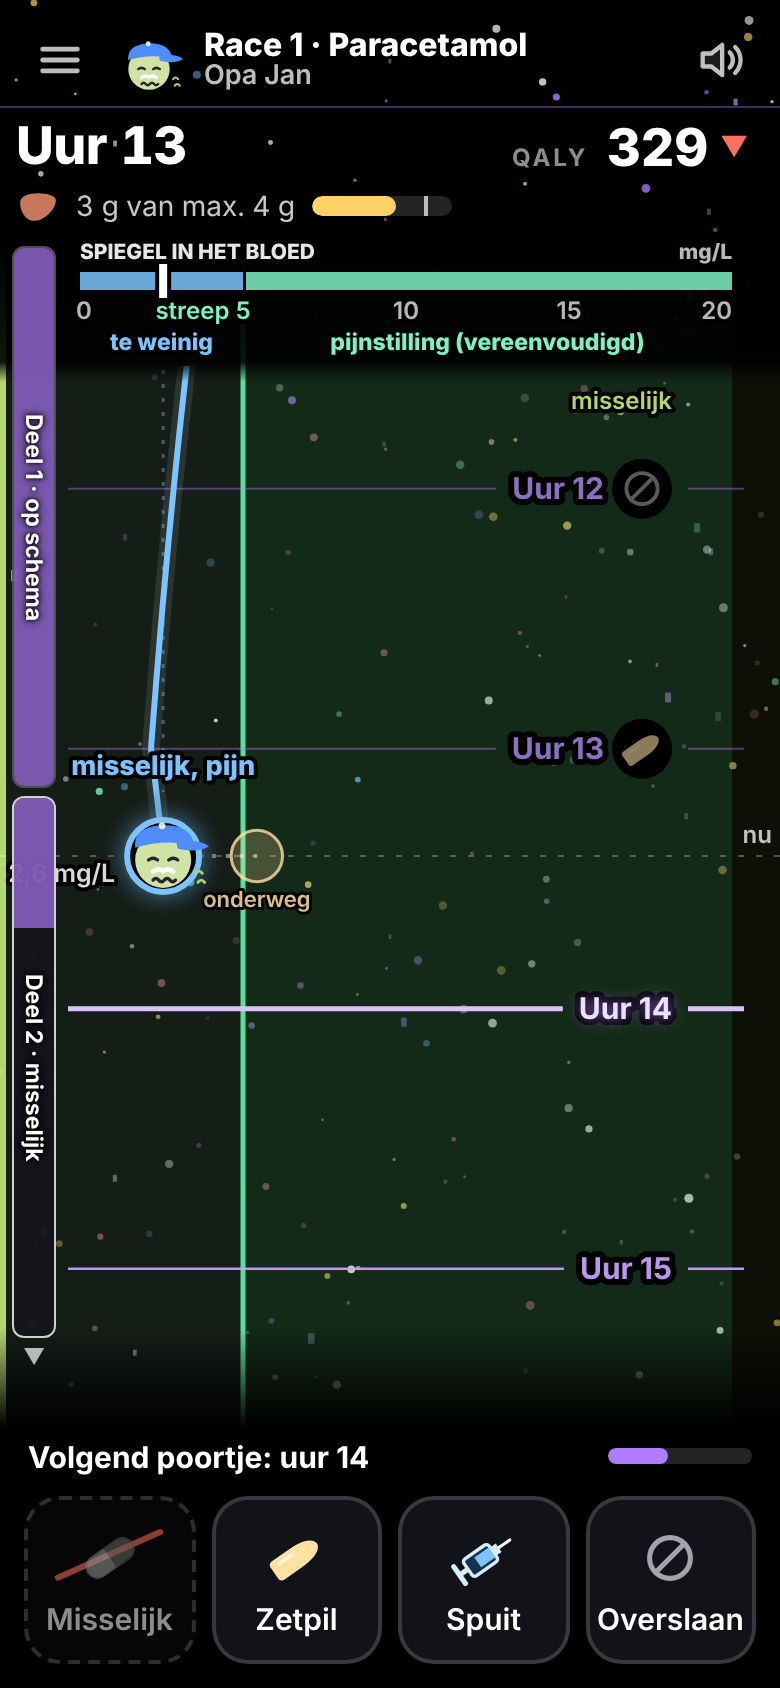 Race 1 · Paracetamol
Opa Jan
Uur 13
QALY 329
3 g van max. 4 g
SPIEGEL IN HET BLOED mg/L
0 streep 5 10 15 20
te weinig pijnstilling (vereenvoudigd)
misselijk
Deel 1 · op schema
Uur 12
Uur 13
misselijk, pijn
nu
2,6 mg/L
onderweg
Deel 2 · misselijk
Uur 14
Uur 15
Volgend poortje: uur 14
Misselijk Zetpil Spuit Overslaan